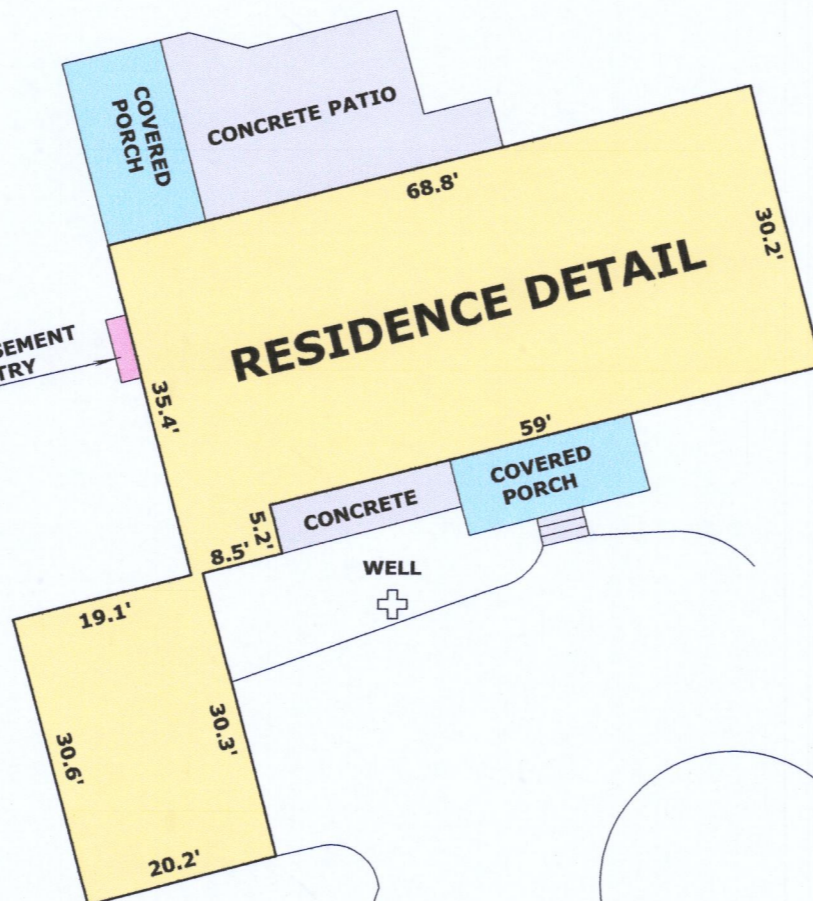 COVERED
PORCH
CONCRETE PATIO
68.8'
30.2'
RESIDENCE DETAIL
35.4'
59'
COVERED
PORCH
CONCRETE
5.2'
8.5'
WELL
19.1'
30.6'
30.3'
20.2'